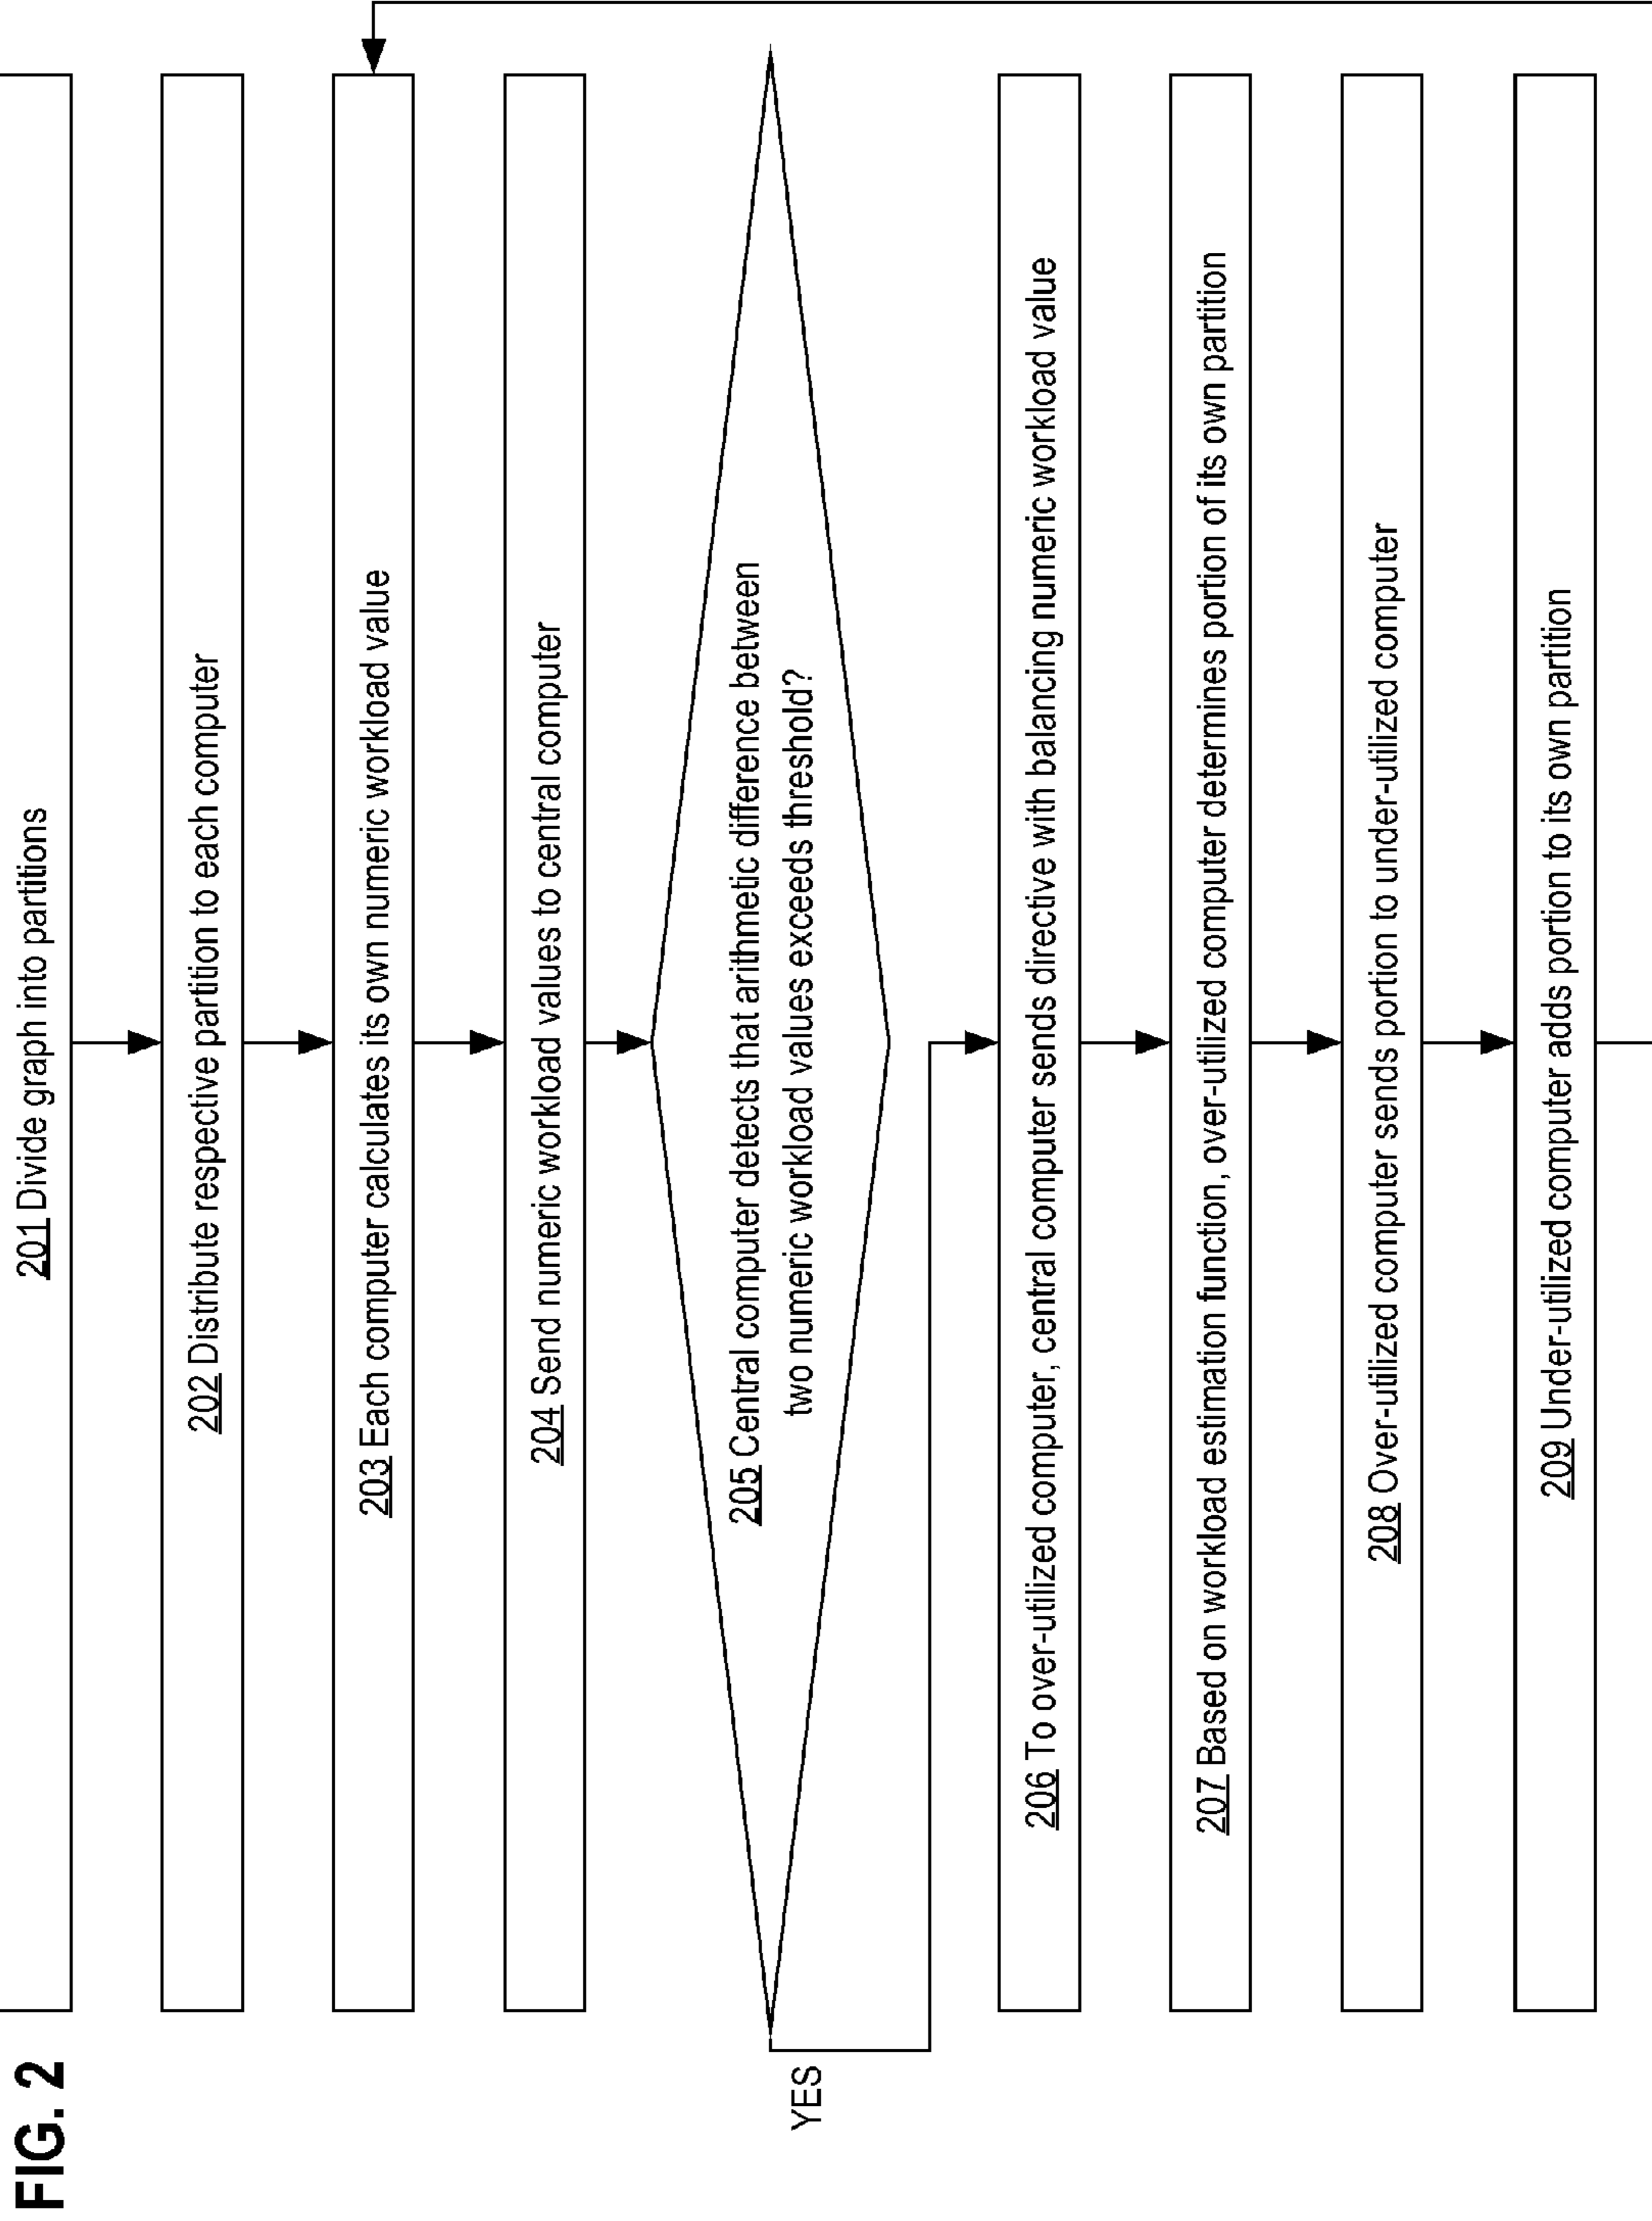 FIG. 2
201 Divide graph into partitions
202 Distribute respective partition to each computer
203 Each computer calculates its own numeric workload value
204 Send numeric workload values to central computer
205 Central computer detects that arithmetic difference between
two numeric workload values exceeds threshold?
YES
206 To over-utilized computer, central computer sends directive with balancing numeric workload value
207 Based on workload estimation function, over-utilized computer determines portion of its own partition
208 Over-utilized computer sends portion to under-utilized computer
209 Under-utilized computer adds portion to its own partition